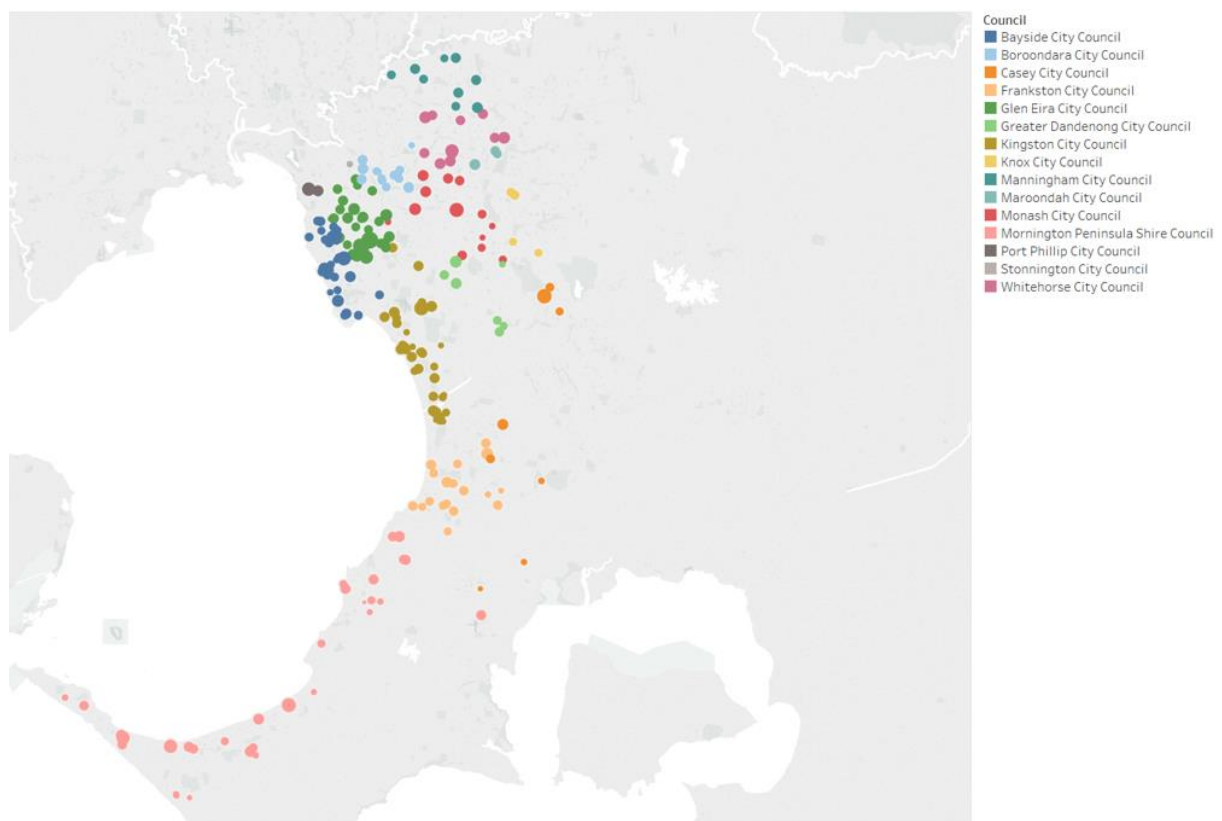 Council
Bayside City Council
Boroondara City Council
Casey City Council
Frankston City Council
Glen Eira City Council
Greater Dandenong City Council
Kingston City Council
Knox City Council
Manningham City Council
Maroondah City Council
Monash City Council
Mornington Peninsula Shire Council
Port Phillip City Council
Stonnington City Council
Whitehorse City Council